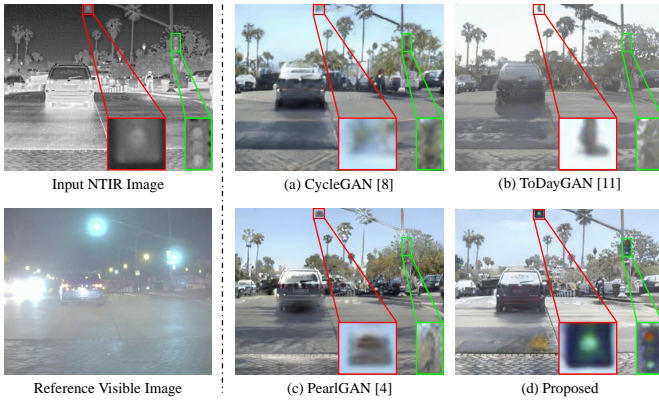 Input NTIR Image
(a) CycleGAN [8]
(b) ToDayGAN [11]
Reference Visible Image
(c) PearlGAN [4]
(d) Proposed